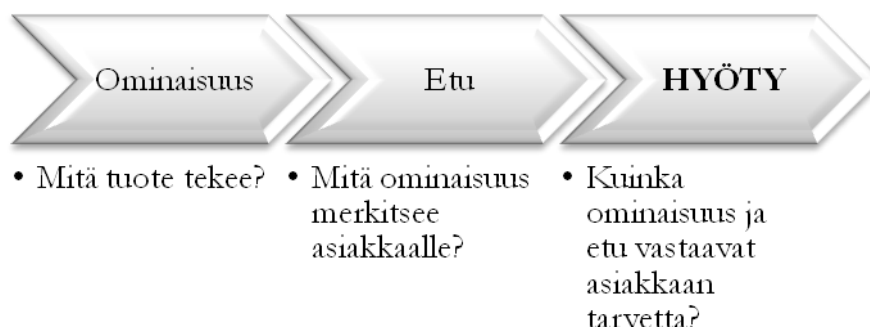 Ominaisuus
Etu
HYÖTY
• Mitä tuote tekee?
• Mitä ominaisuus
merkitsee
asiakkaalle?
• Kuinka
ominaisuus ja
etu vastaavat
asiakkaan
tarvetta?